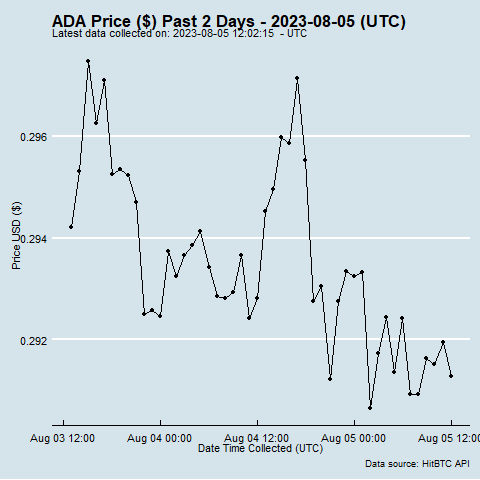 ADA Price ($) Past 2 Days - 2023-08-05 (UTC)
Latest data collected on: 2023-08-05 12:02:15 - UTC
0.296
0.294
0.292
Price USD ($)
Aug 03 12:00 Aug 04 00:00 Aug 04 12:00 Aug 05 00:00 Aug 05 12:00
Date Time Collected (UTC)
Data source: HitBTC API